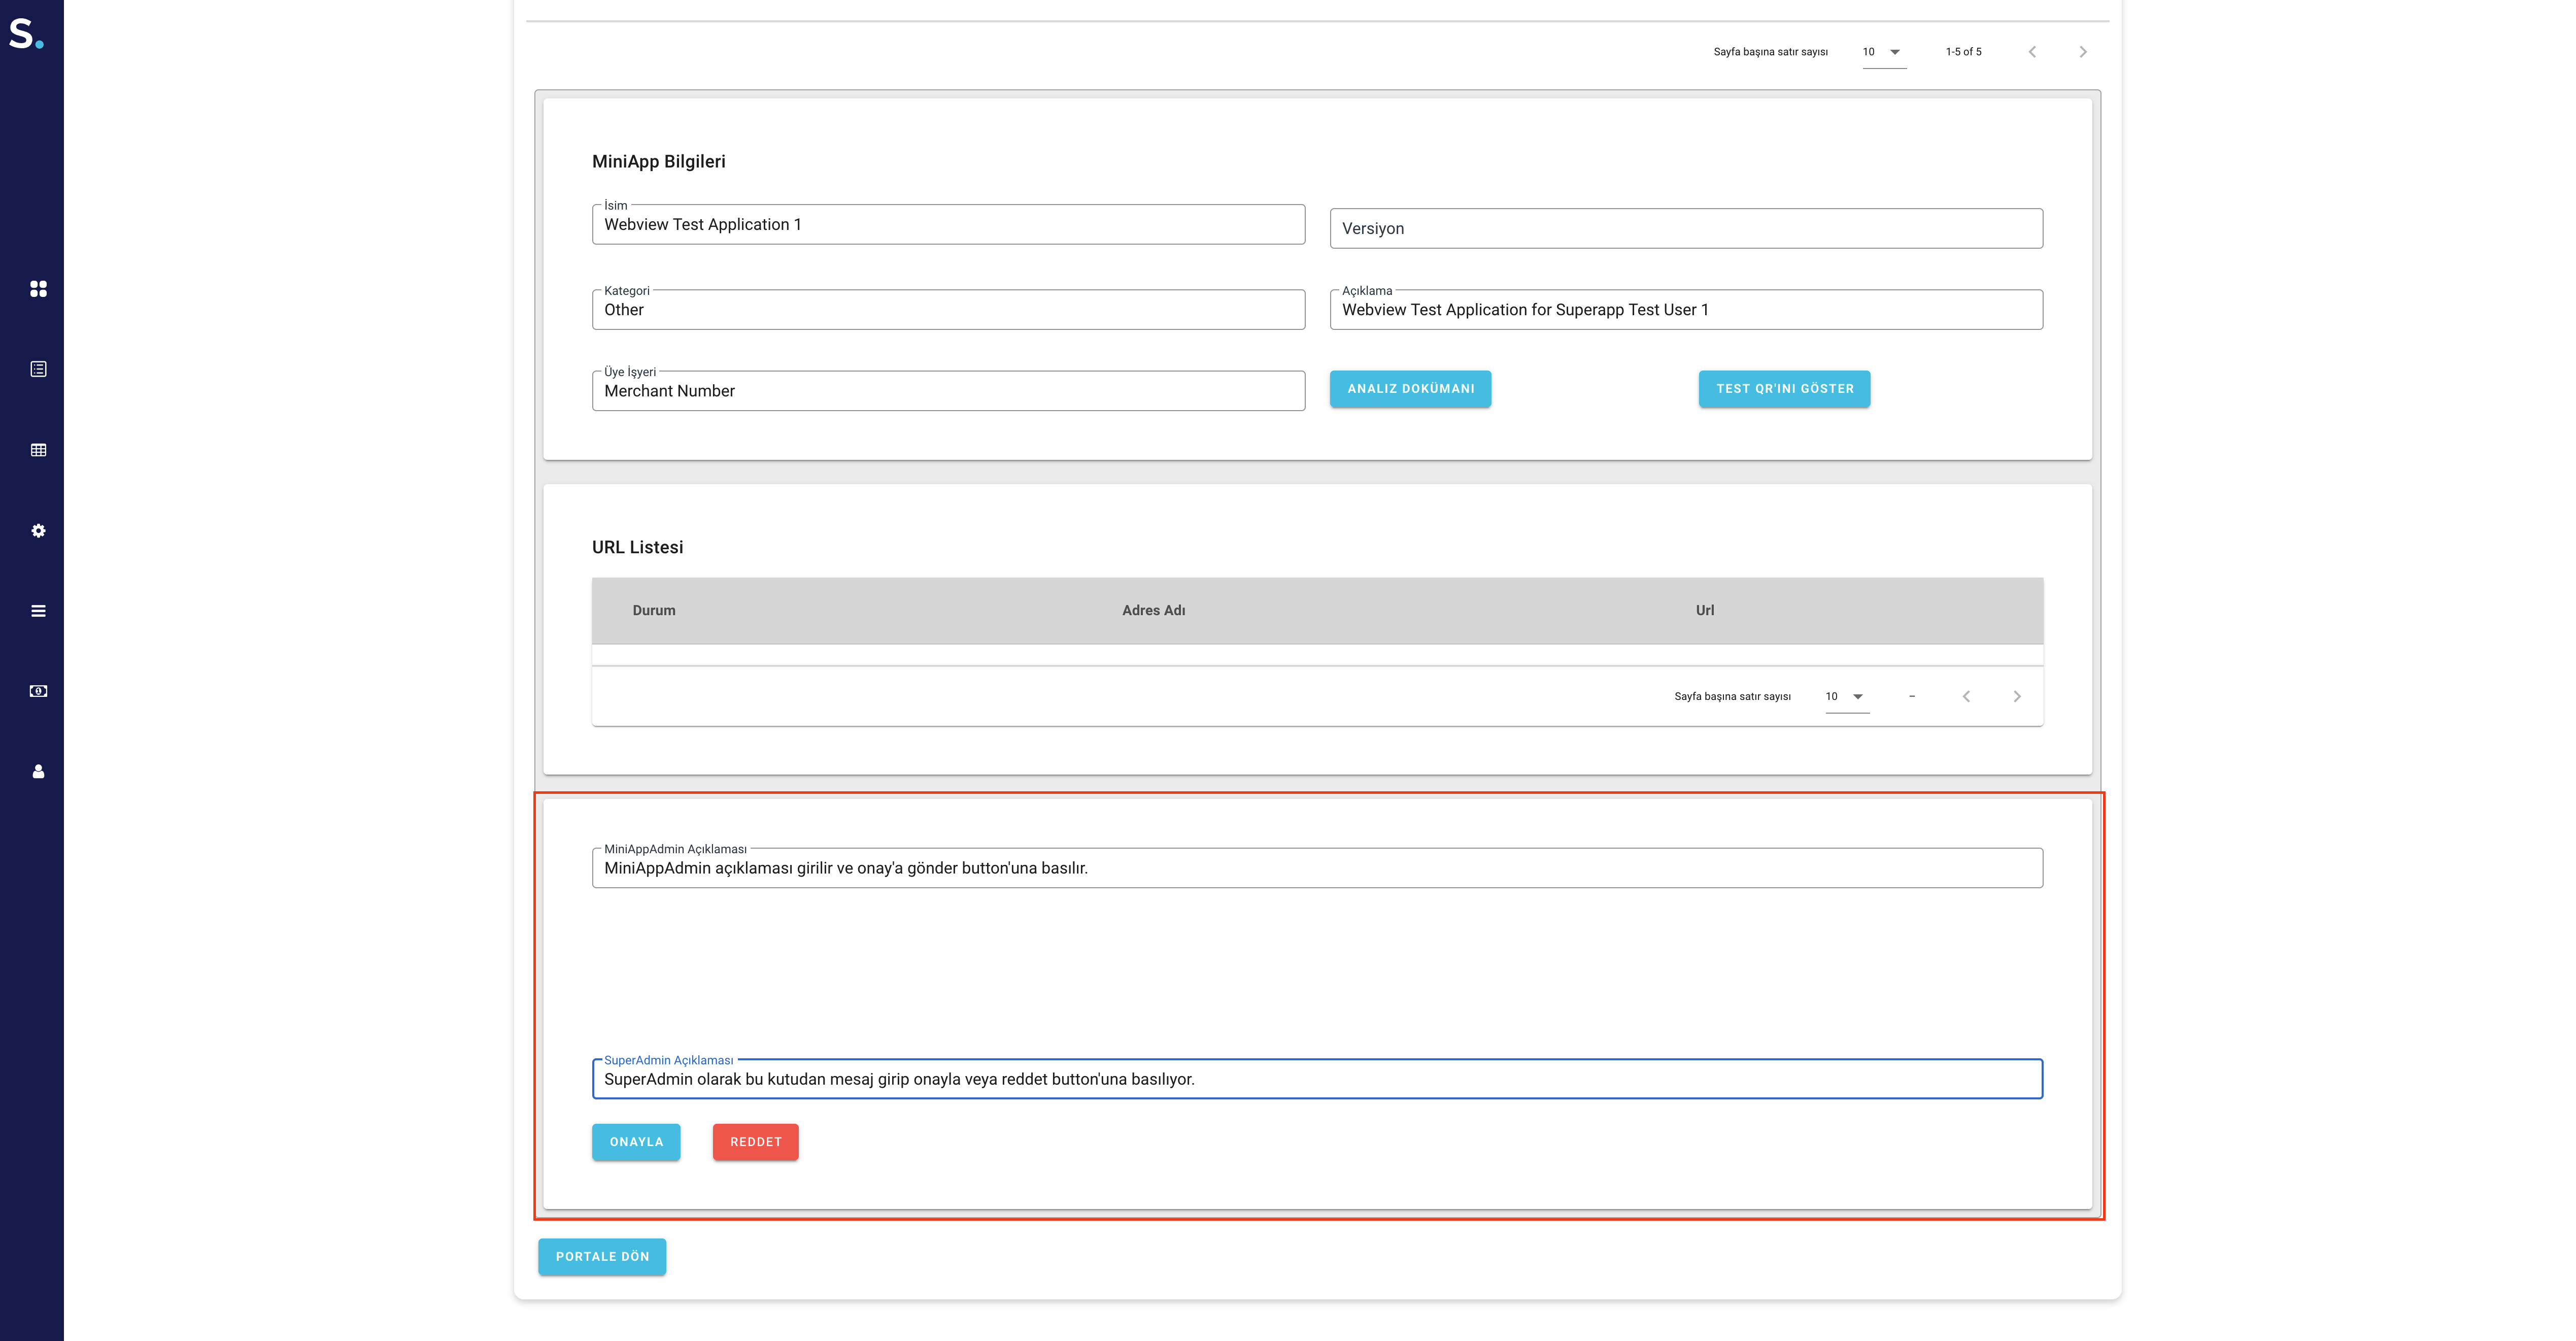 S.
Sayfa başına satır sayısı 10 1-5 of 5
MiniApp Bilgileri
İsim
Webview Test Application 1
Versiyon
Kategori
Other
Açıklama
Webview Test Application for Superapp Test User 1
Üye İşyeri
Merchant Number
ANALIZ DOKÜMANI
TEST QR'INI GÖSTER
URL Listesi
Durum Adres Adı Url
Sayfa başına satır sayısı 10 –
MiniAppAdmin Açıklaması
MiniAppAdmin açıklaması girilir ve onay'a gönder button'una basılır.
SuperAdmin Açıklaması
SuperAdmin olarak bu kutudan mesaj girip onayla veya reddet button'una basılıyor.
ONAYLA REDDET
PORTALE DÖN